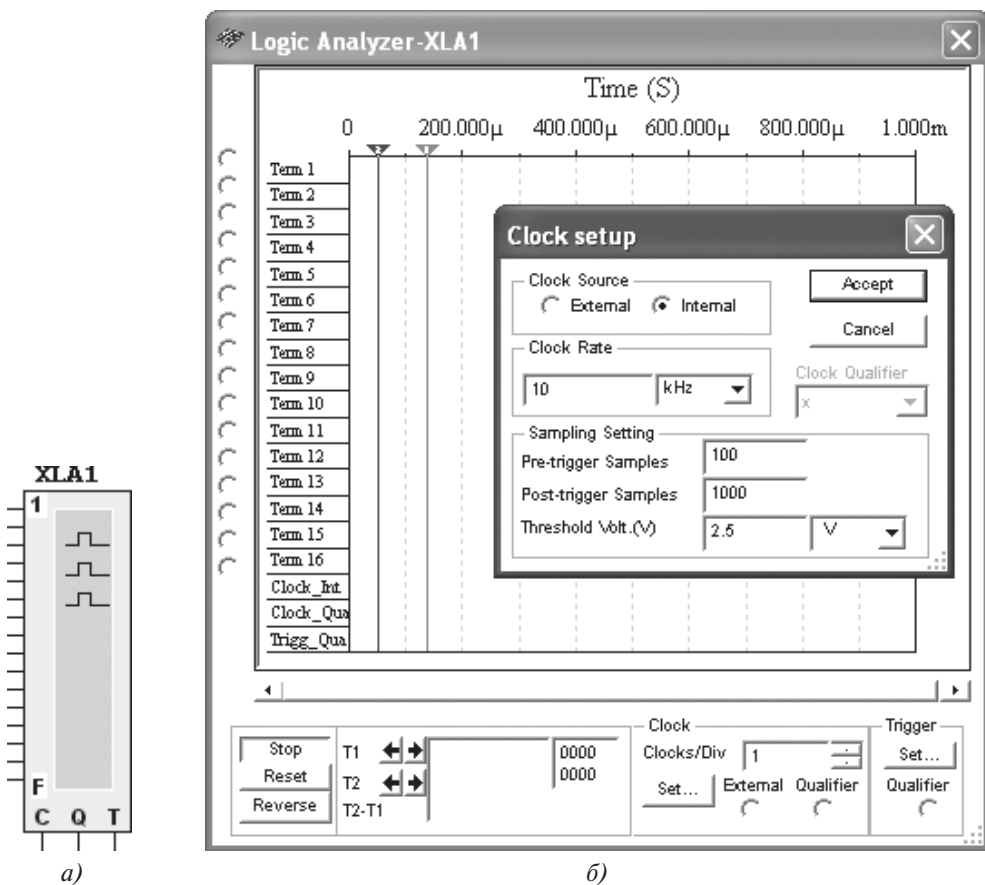 Logic Analyzer-XLA1
Time (S)
0 200.000μ 400.000μ 600.000μ 800.000μ 1.000m
2 1
Term 1
Term 2
Term 3
Term 4
Term 5
Term 6
Term 7
Term 8
Term 9
Term 10
Term 11
Term 12
Term 13
Term 14
Term 15
Term 16
Clock_Int
Clock_Qua
Trigg_Qua
Clock setup
Clock Source
External Internal
Accept
Cancel
Clock Rate
10 kHz
Clock Qualifier
x
Sampling Setting
Pre-trigger Samples 100
Post-trigger Samples 1000
Threshold Volt.(V) 2.5 V
Stop
Reset
Reverse
T1
T2
T2-T1
0000
0000
Clock
Clocks/Div 1
Set...
External Qualifier
Trigger
Set...
Qualifier
XLA1
1
F
C Q T
а)
б)